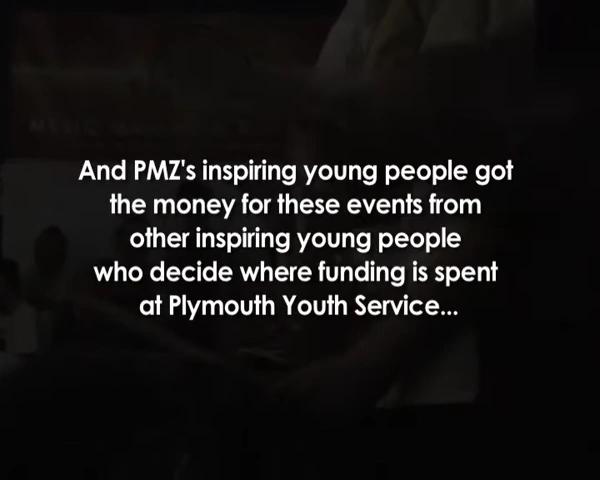 And PMZ's inspiring young people got
the money for these events from
other inspiring young people
who decide where funding is spent
at Plymouth Youth Service...